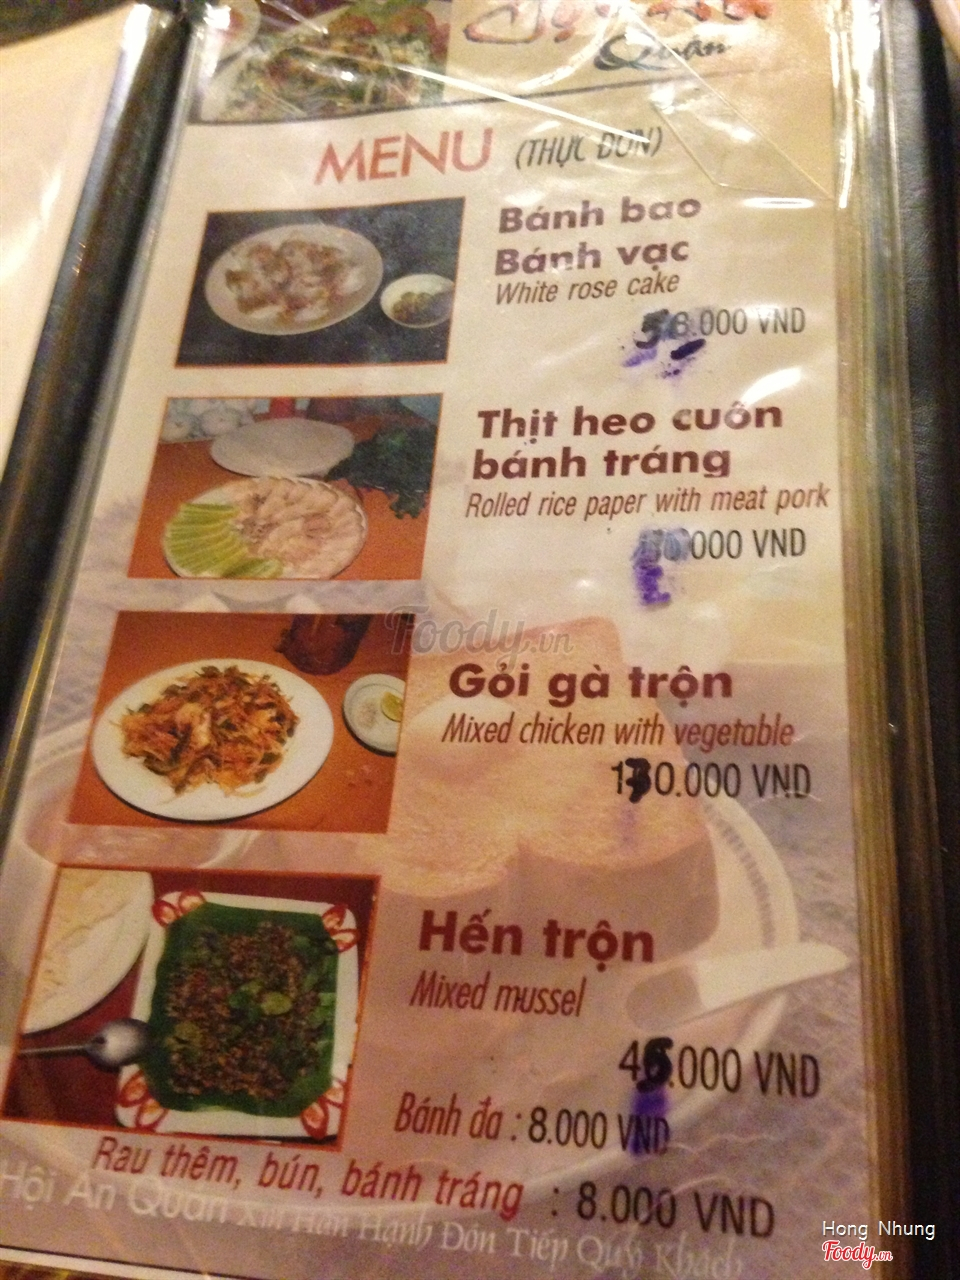 Quán
MENU (THỰC ĐƠN)
Bánh bao
Bánh vạc
White rose cake
.000 VND
Thịt heo cuốn
bánh tráng
Rolled rice paper with meat pork
.000 VND
Foody.vn
Gỏi gà trộn
Mixed chicken with vegetable
130.000 VND
Hến trộn
Mixed mussel
45.000 VND
Bánh đa : 8.000 VND
Rau thêm, bún, bánh tráng : 8.000 VND
Hội An Quán Xin Hân Hạnh Đón Tiếp Quý Khách
Hong Nhung
Foody.vn